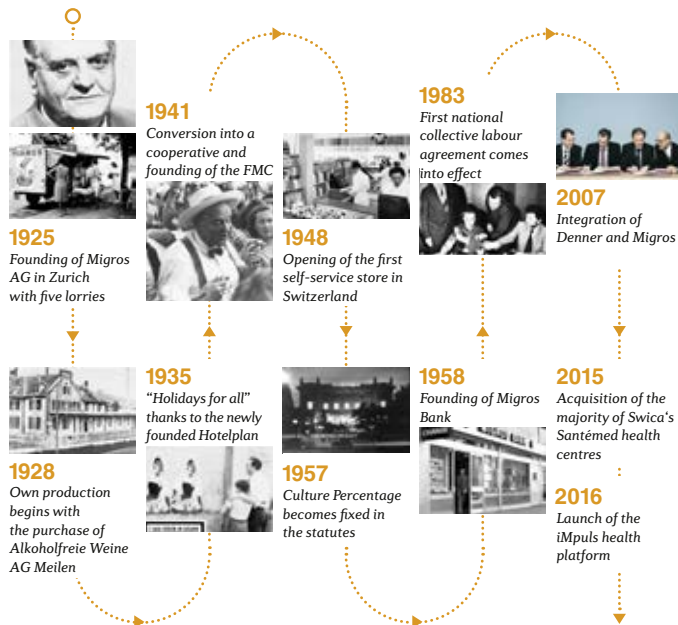 1925
Founding of Migros
AG in Zurich
with five lorries
1928
Own production
begins with
the purchase of
Alkoholfreie Weine
AG Meilen
1935
“Holidays for all”
thanks to the newly
founded Hotelplan
1941
Conversion into a
cooperative and
founding of the FMC
1948
Opening of the first
self-service store in
Switzerland
1957
Culture Percentage
becomes fixed in
the statutes
1958
Founding of Migros
Bank
1983
First national
collective labour
agreement comes
into effect
2007
Integration of
Denner and Migros
2015
Acquisition of the
majority of Swica‘s
Santémed health
centres
2016
Launch of the
iMpuls health
platform